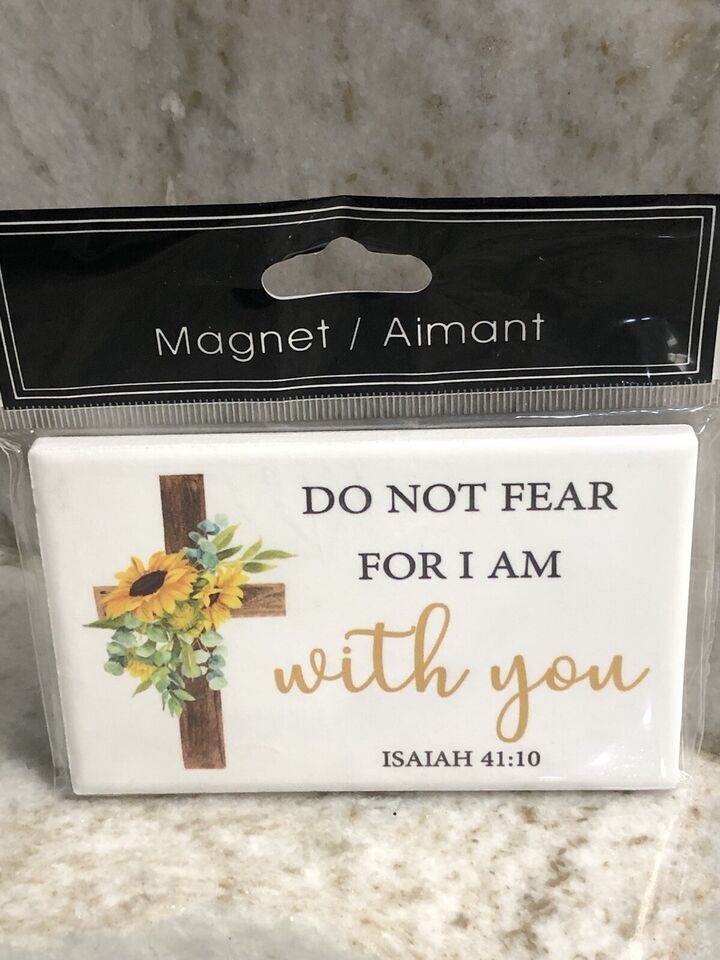 Magnet / Aimant
DO NOT FEAR
FOR I AM
with you
ISAIAH 41:10